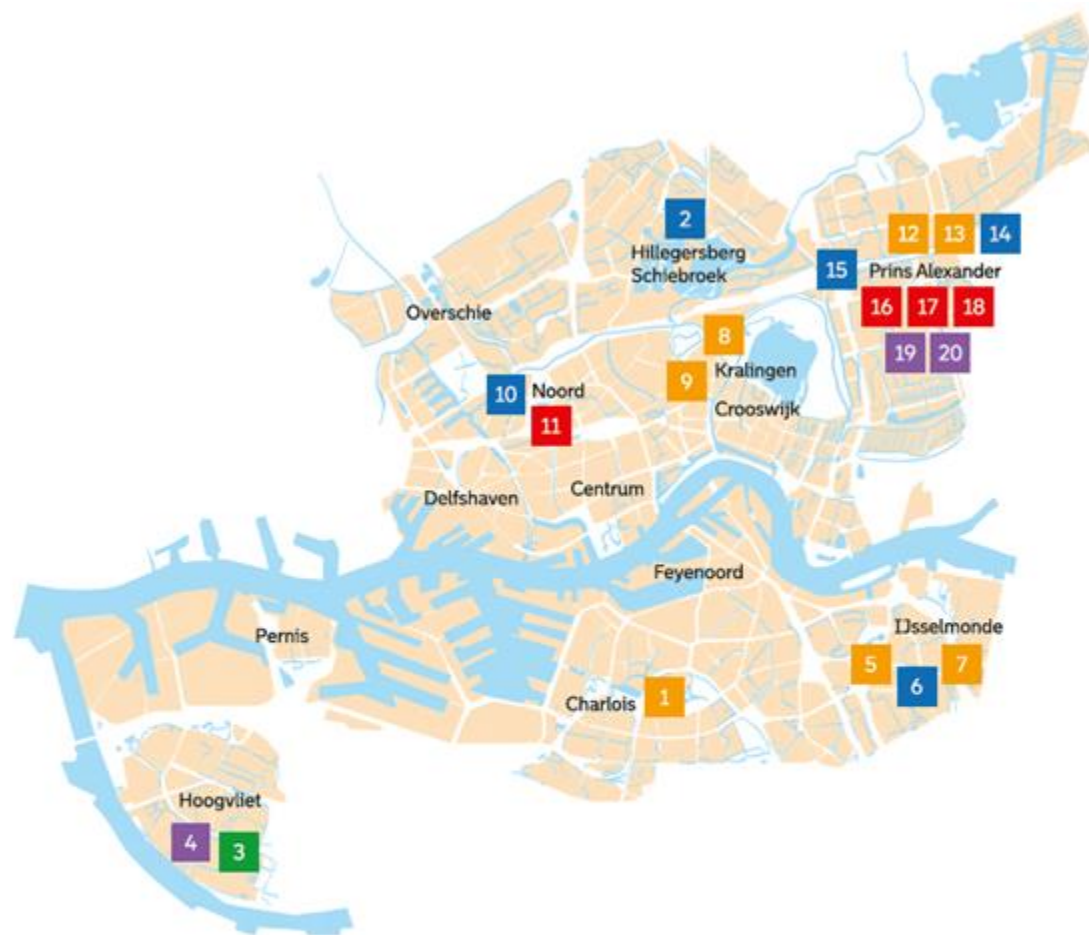 2
Hillegersberg
Schiebroek
12 13 14
15 Prins Alexander
16 17 18
19 20
Overschie
8
Kralingen
9
Crooswijk
10 Noord
11
Delfshaven
Centrum
Feyenoord
IJsselmonde
5 6 7
Pernis
Charlois 1
Hoogvliet
4 3